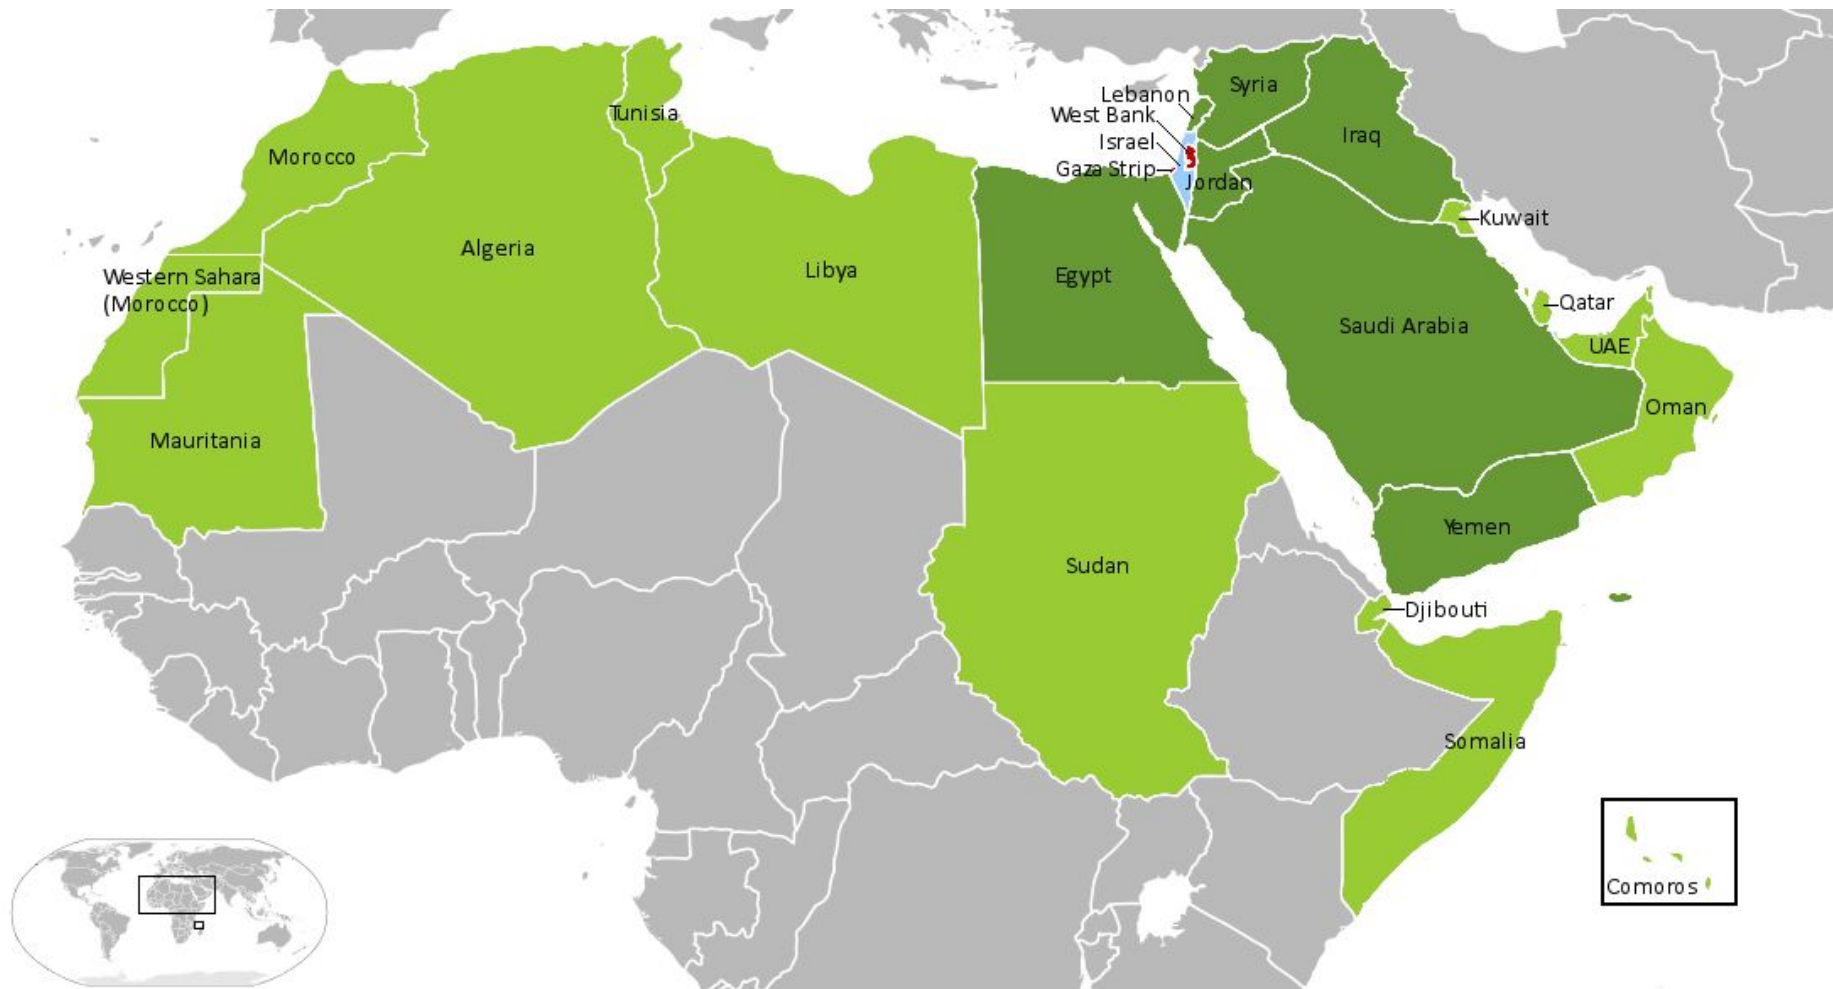 Syria
Lebanon
West Bank
Iraq
Israel
Tunisia
Morocco
Gaza Strip
Jordan
Kuwait
Algeria
Libya
Egypt
Western Sahara
(Morocco)
Qatar
Saudi Arabia
UAE
Oman
Mauritania
Yemen
Sudan
Djibouti
Somalia
Comoros